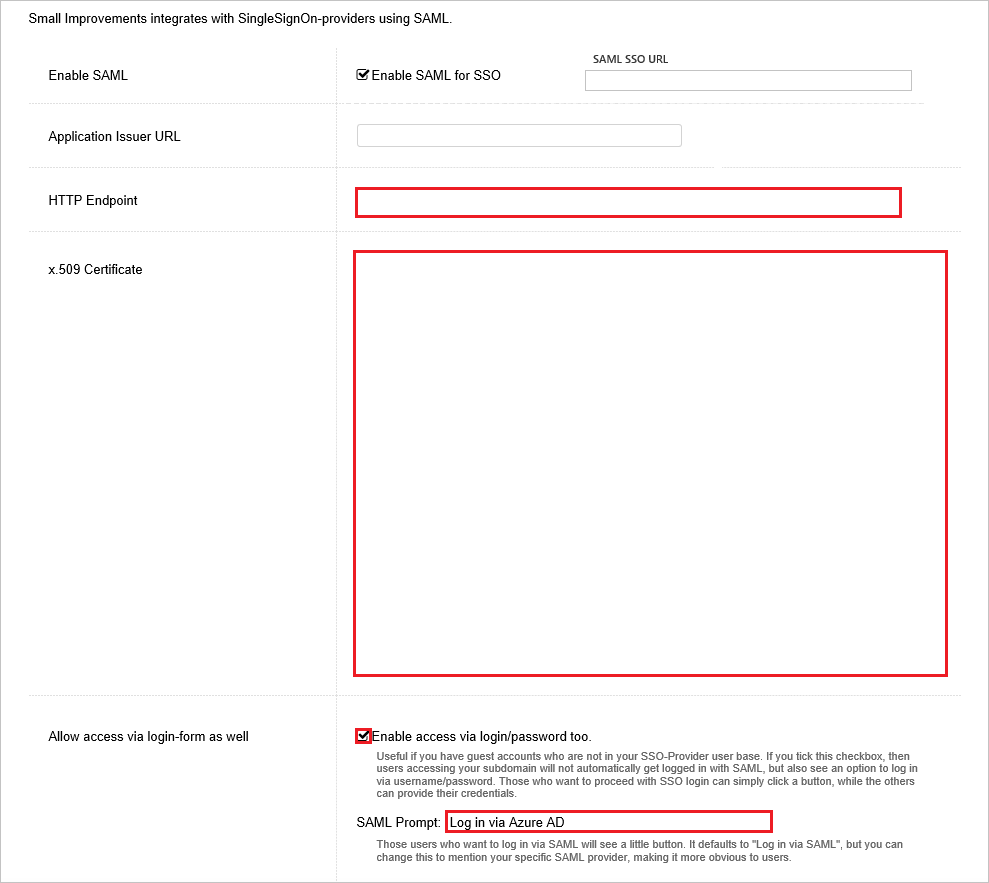 Small Improvements integrates with SingleSignOn-providers using SAML.
SAML SSO URL
Enable SAML
Enable SAML for SSO
Application Issuer URL
HTTP Endpoint
x.509 Certificate
Allow access via login-form as well
Enable access via login/password too.
Useful if you have guest accounts who are not in your SSO-Provider user base. If you tick this checkbox, then
users accessing your subdomain will not automatically get logged in with SAML, but also see an option to log in
via username/password. Those who want to proceed with SSO login can simply click a button, while the others
can provide their credentials.
SAML Prompt: Log in via Azure AD
Those users who want to log in via SAML will see a little button. It defaults to "Log in via SAML", but you can
change this to mention your specific SAML provider, making it more obvious to users.